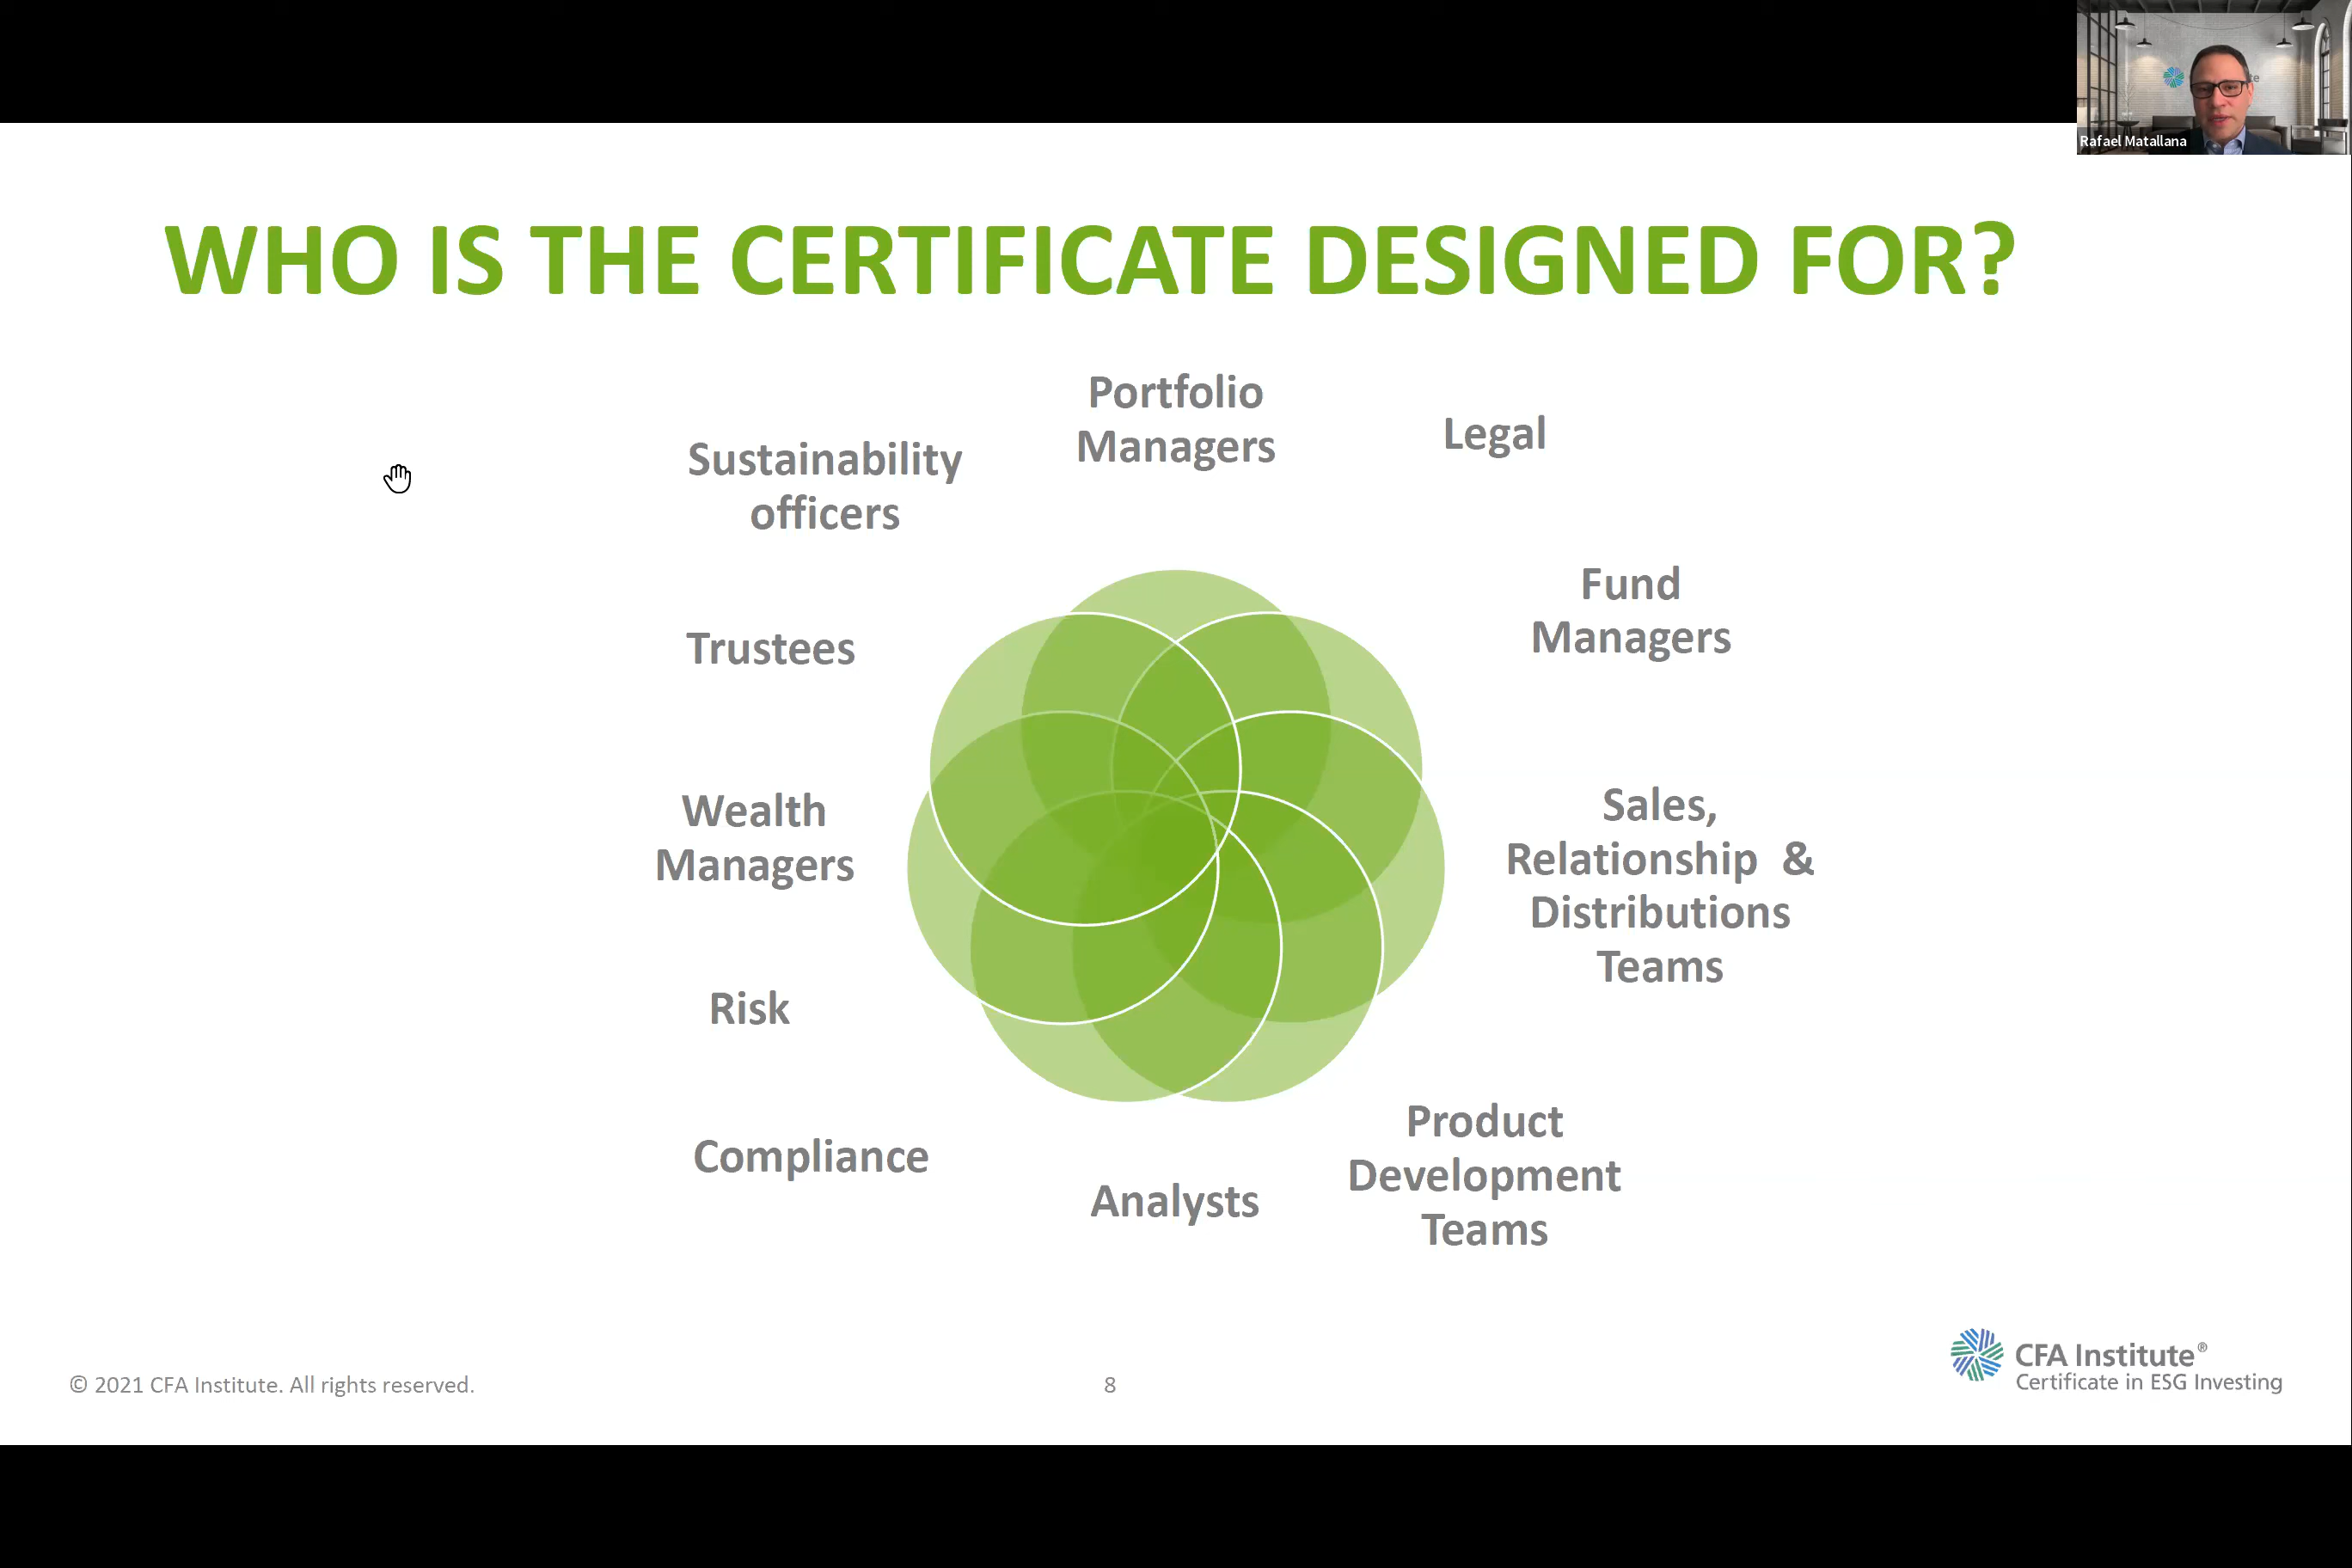 Rafael Matallana
WHO IS THE CERTIFICATE DESIGNED FOR?
Portfolio
Managers
Legal
Sustainability
officers
Fund
Managers
Trustees
Sales,
Relationship & 
Distributions
Teams
Wealth
Managers
Risk
Product
Development
Teams
Compliance
Analysts
© 2021 CFA Institute. All rights reserved.
8
CFA Institute®
Certificate in ESG Investing